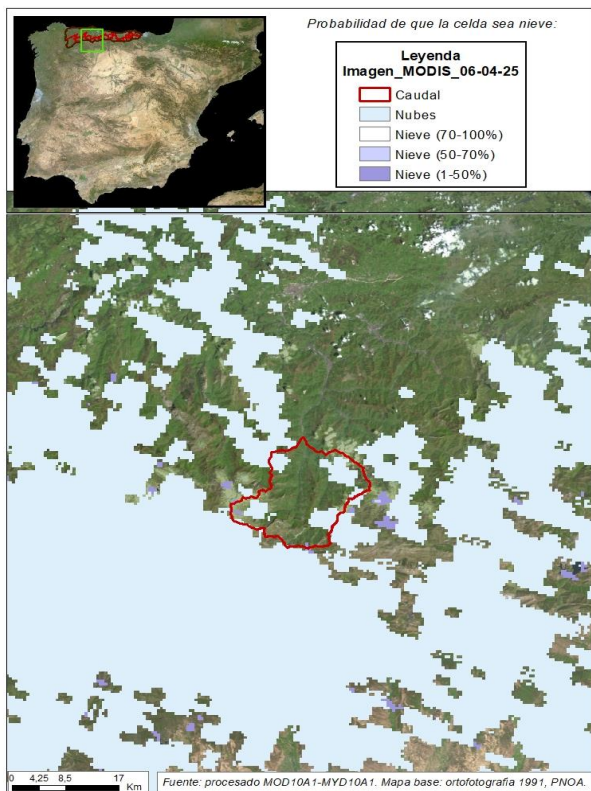 Probabilidad de que la celda sea nieve:
Leyenda
Imagen_MODIS_06-04-25
Caudal
Nubes
Nieve (70-100%)
Nieve (50-70%)
Nieve (1-50%)
0 4,25 8,5 17
Km
Fuente: procesado MOD10A1-MYD10A1. Mapa base: ortofotografia 1991, PNOA.